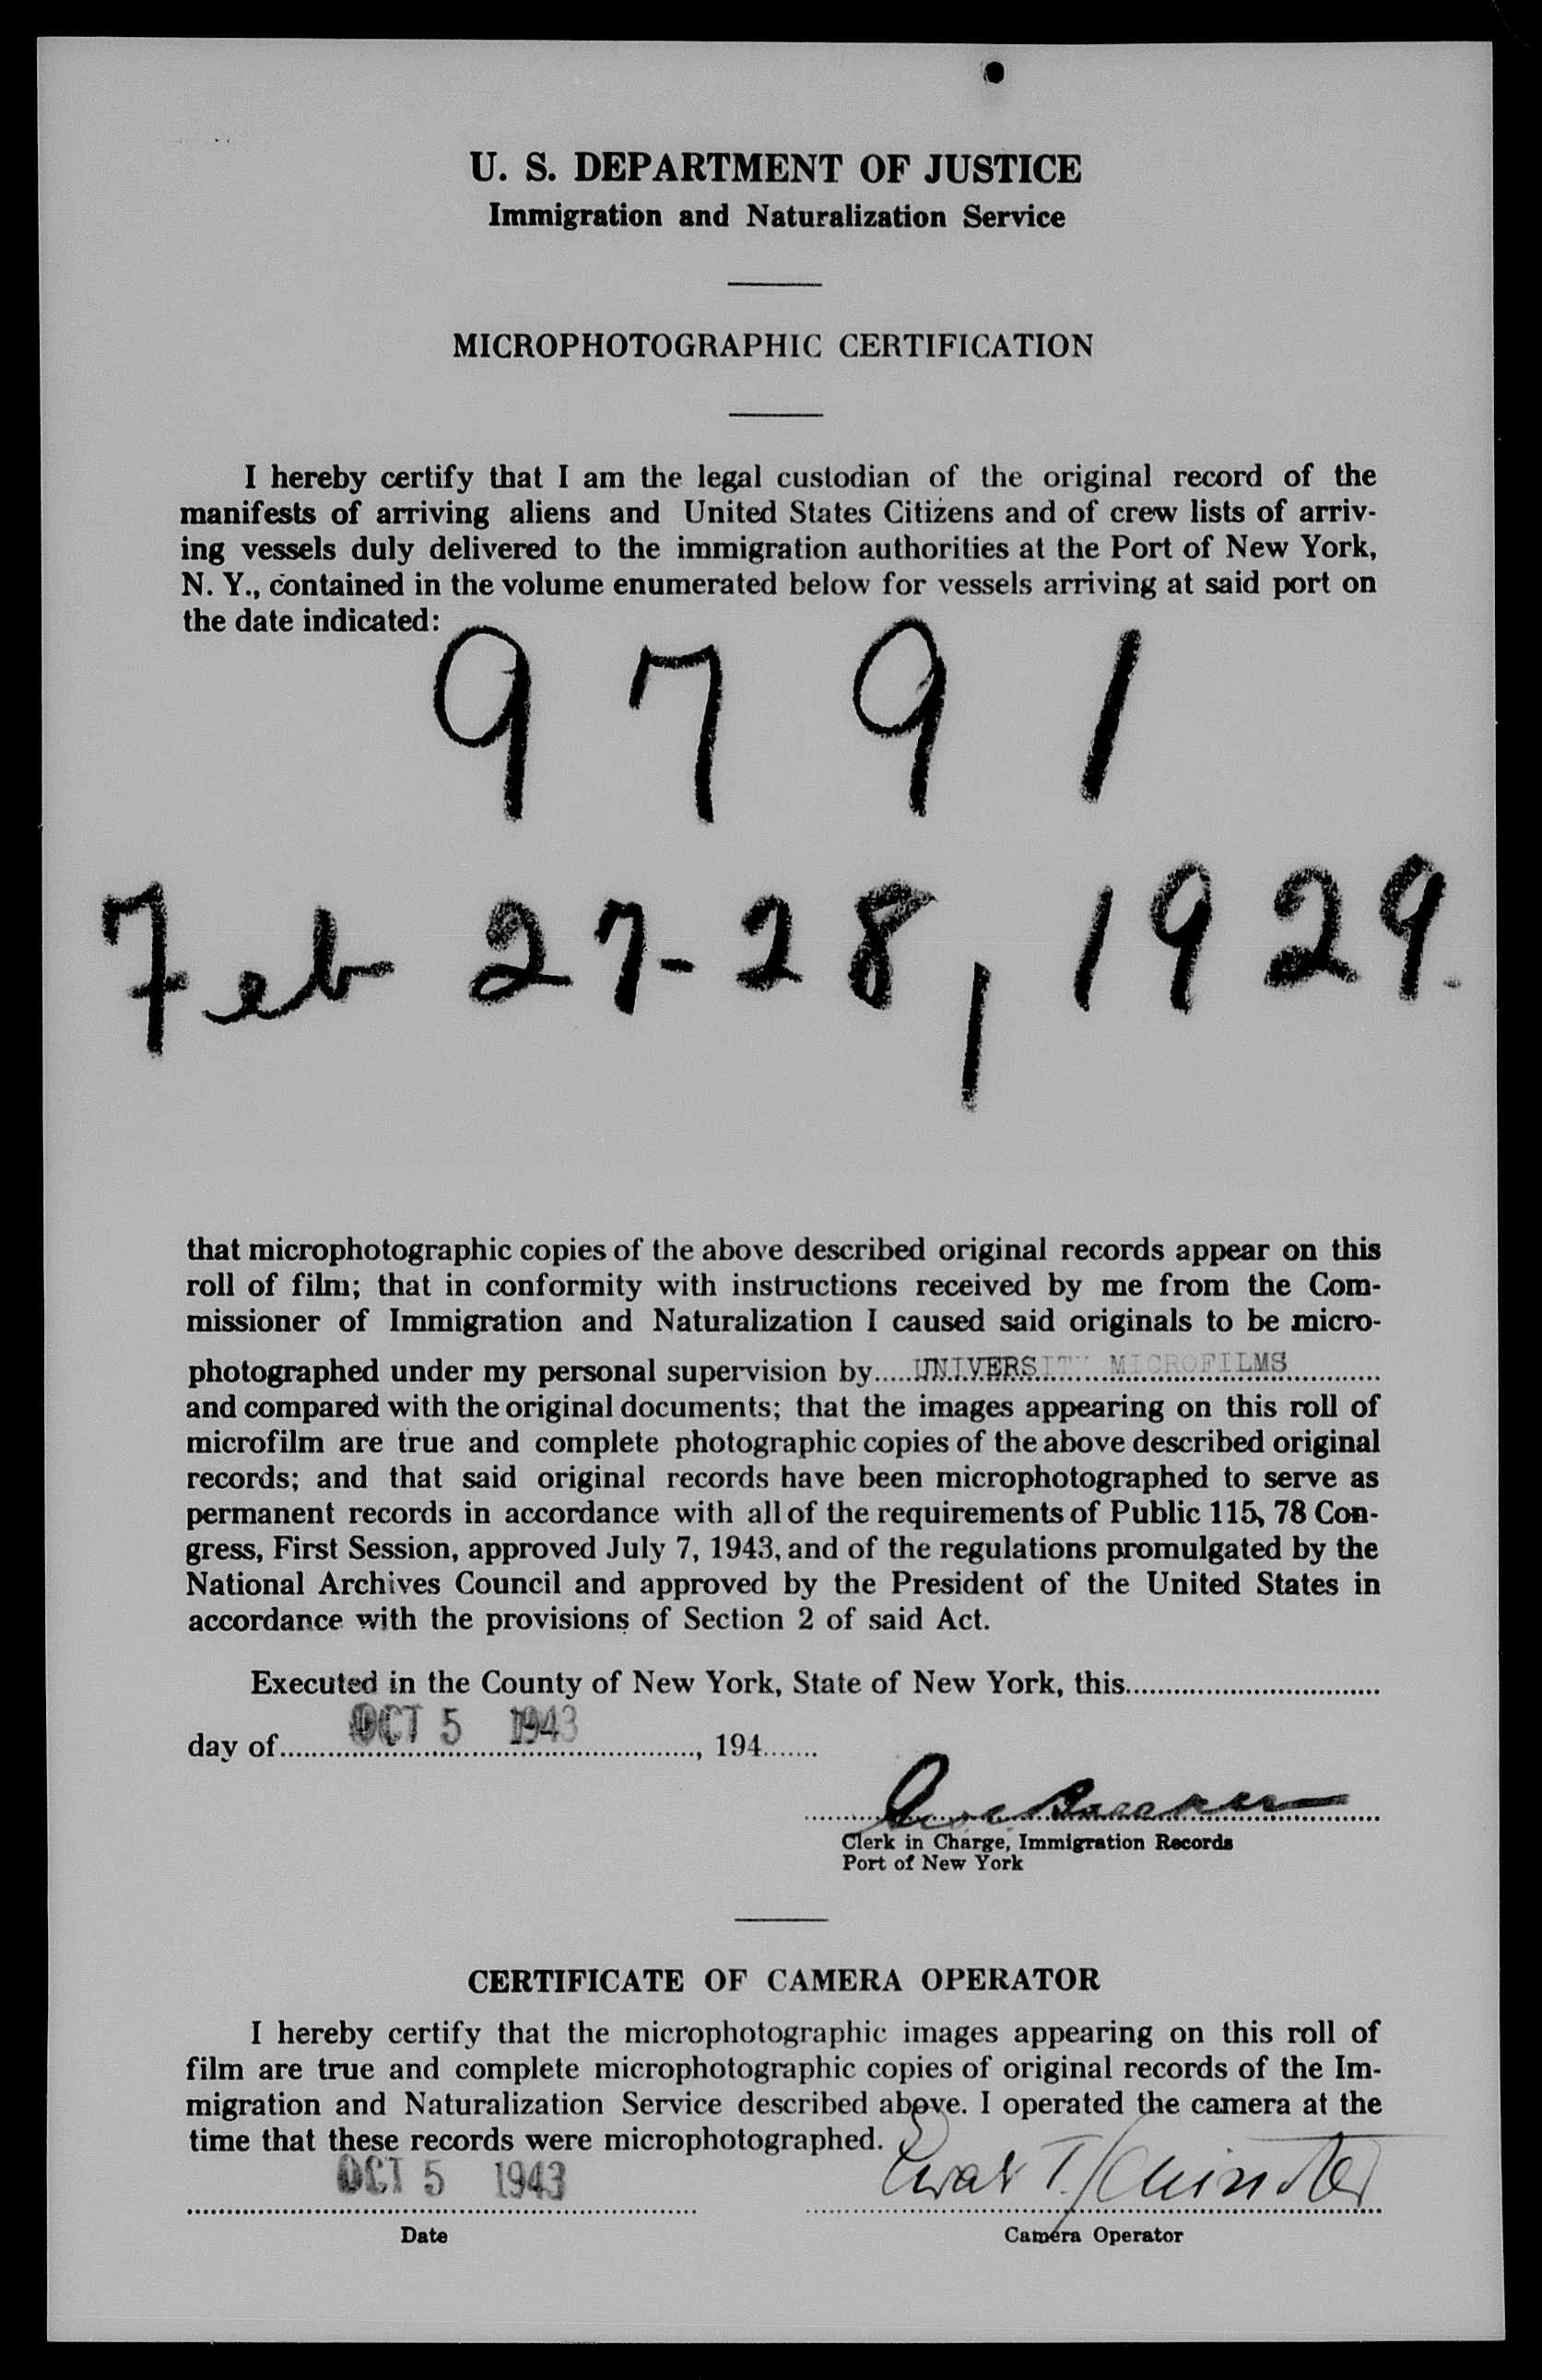 U. S. DEPARTMENT OF JUSTICE
Immigration and Naturalization Service
MICROPHOTOGRAPHIC CERTIFICATION
I hereby certify that I am the legal custodian of the original record of the
manifests of arriving aliens and United States Citizens and of crew lists of arriv-
ing vessels duly delivered to the immigration authorities at the Port of New York,
N. Y., contained in the volume enumerated below for vessels arriving at said port on
the date indicated:
9791
Feb 27-28, 1929.
that microphotographic copies of the above described original records appear on this
roll of film; that in conformity with instructions received by me from the Com-
missioner of Immigration and Naturalization I caused said originals to be micro-
photographed under my personal supervision by.....UNIVERSITY MICROFILMS
and compared with the original documents; that the images appearing on this roll of
microfilm are true and complete photographic copies of the above described original
records; and that said original records have been microphotographed to serve as
permanent records in accordance with all of the requirements of Public 115, 78 Con-
gress, First Session, approved July 7, 1943, and of the regulations promulgated by the
National Archives Council and approved by the President of the United States in
accordance with the provisions of Section 2 of said Act.
Executed in the County of New York, State of New York, this
day of OCT 5 1943, 194
Clerk in Charge, Immigration Records
Port of New York
CERTIFICATE OF CAMERA OPERATOR
I hereby certify that the microphotographic images appearing on this roll of
film are true and complete microphotographic copies of original records of the Im-
migration and Naturalization Service described above. I operated the camera at the
time that these records were microphotographed.
OCT 5 1943
Date
Camera Operator